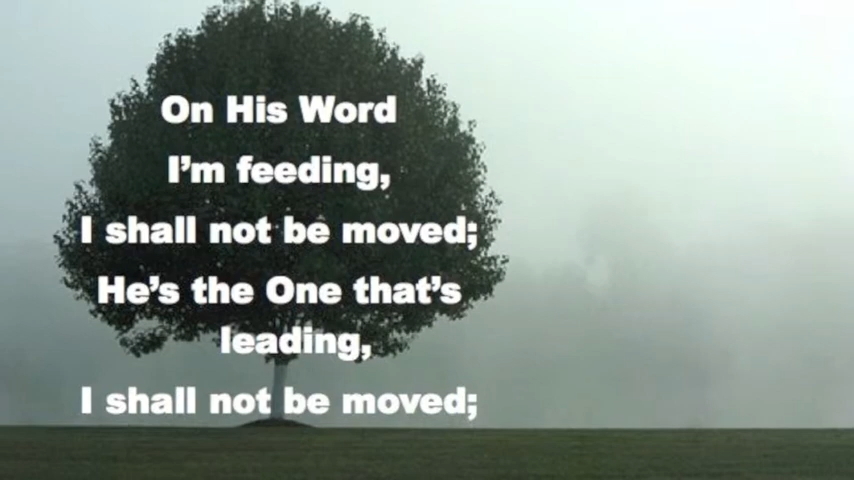 On His Word
I'm feeding,
I shall not be moved;
He's the One that's
leading,
I shall not be moved;